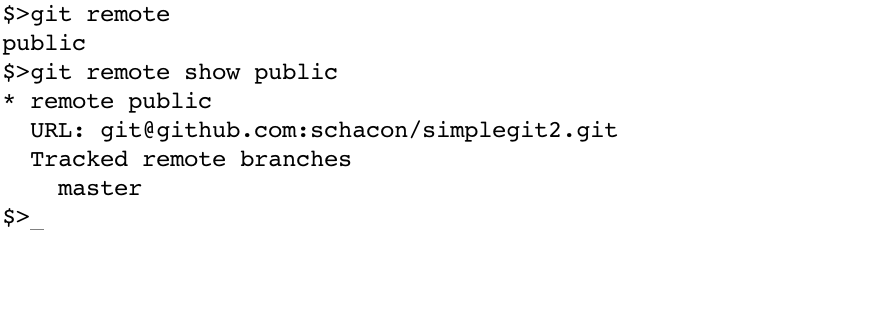 $>git remote
public
$>git remote show public
* remote public
  URL: git@github.com:schacon/simplegit2.git
  Tracked remote branches
    master
$>_